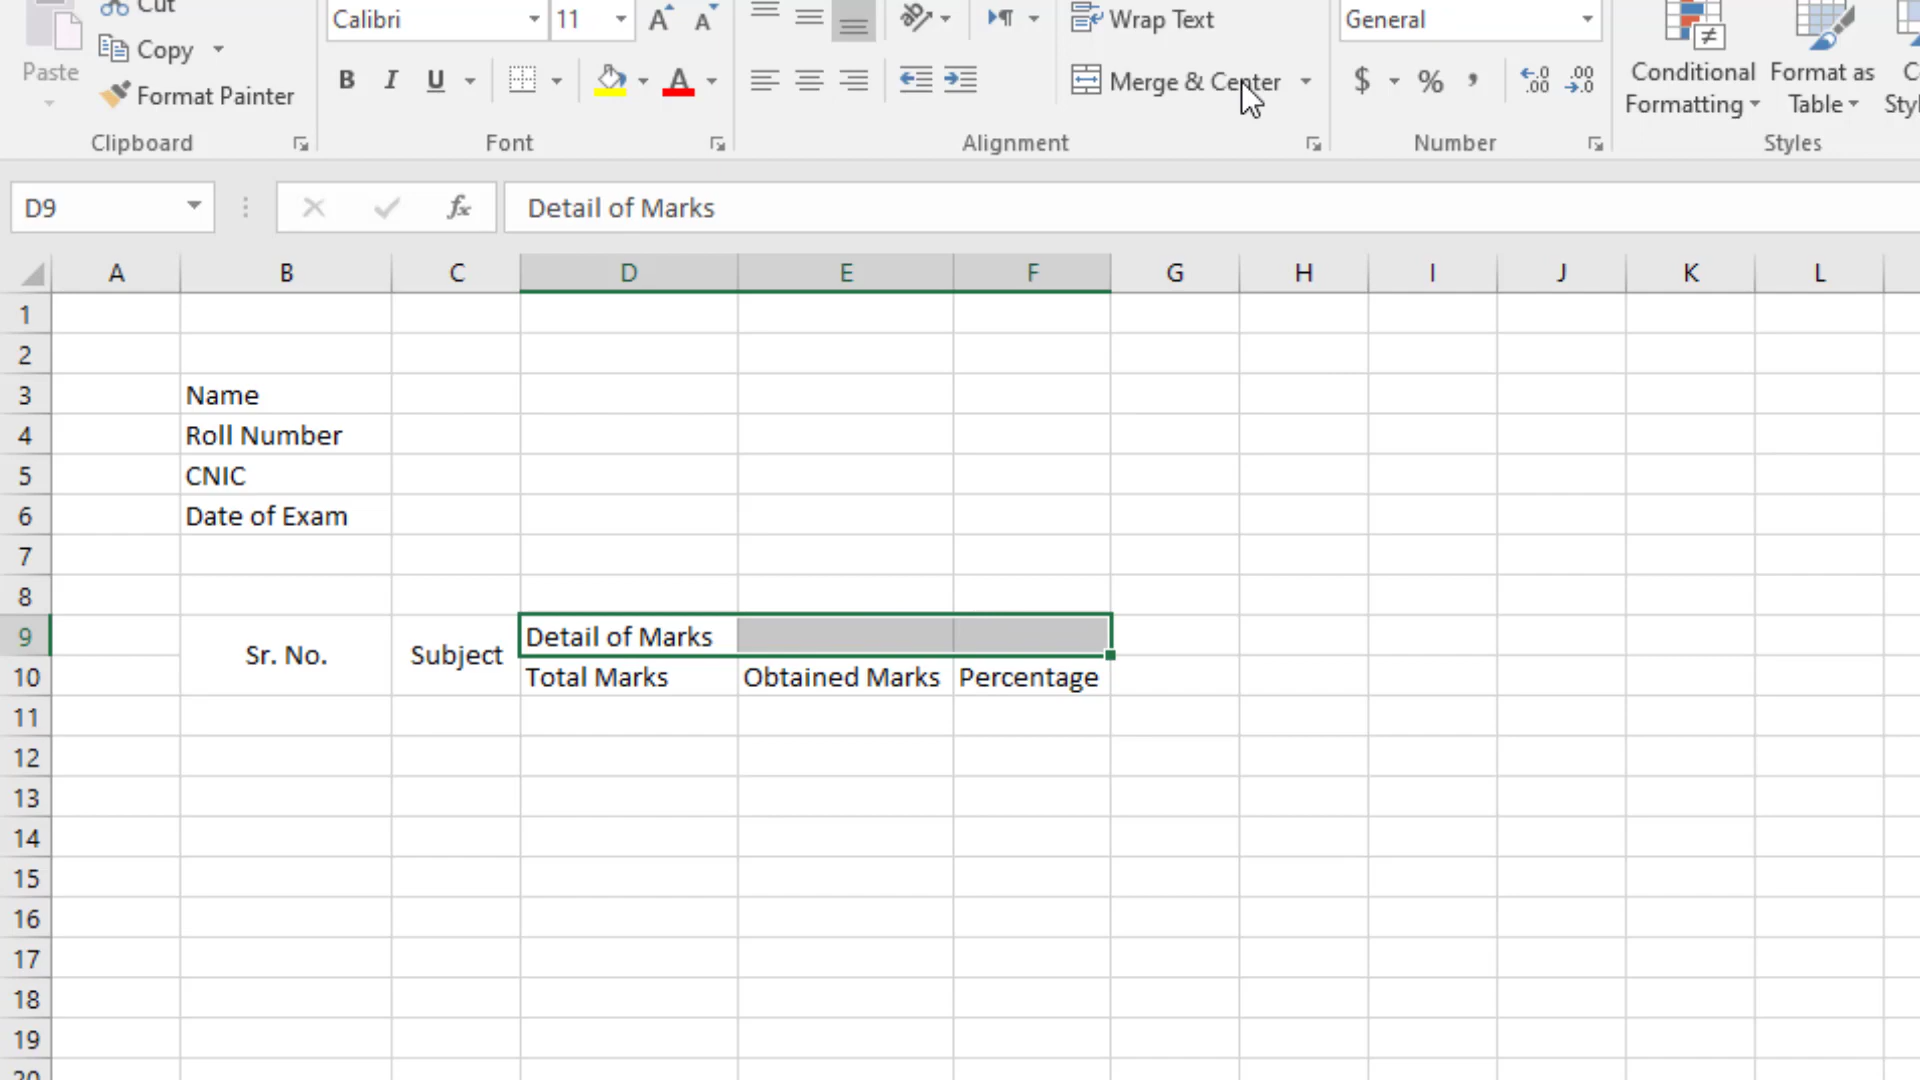 Cut
Calibri
11
Wrap Text
General
Paste
Copy
Format Painter
B I U
A
Merge & Center
$ % ,
Conditional Formatting
Format as Table
Clipboard
Font
Alignment
Number
Styles
D9
fx
Detail of Marks
A B C D E F G H I J K L
1
2
3 Name
4 Roll Number
5 CNIC
6 Date of Exam
7
8
9 Sr. No. Subject Detail of Marks
10 Total Marks Obtained Marks Percentage
11
12
13
14
15
16
17
18
19
20